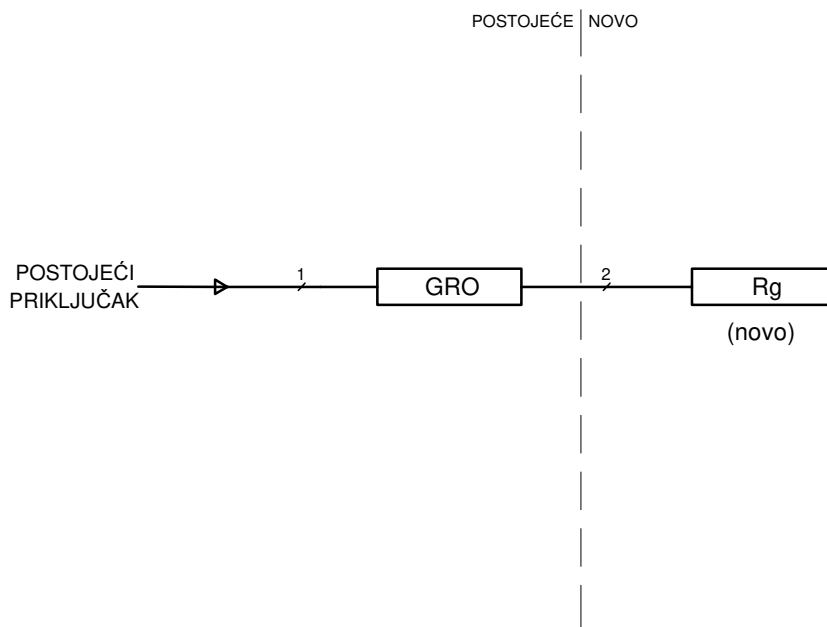 POSTOJEĆE NOVO
POSTOJEĆI
PRIKLJUČAK
1
GRO
2
Rg
(novo)